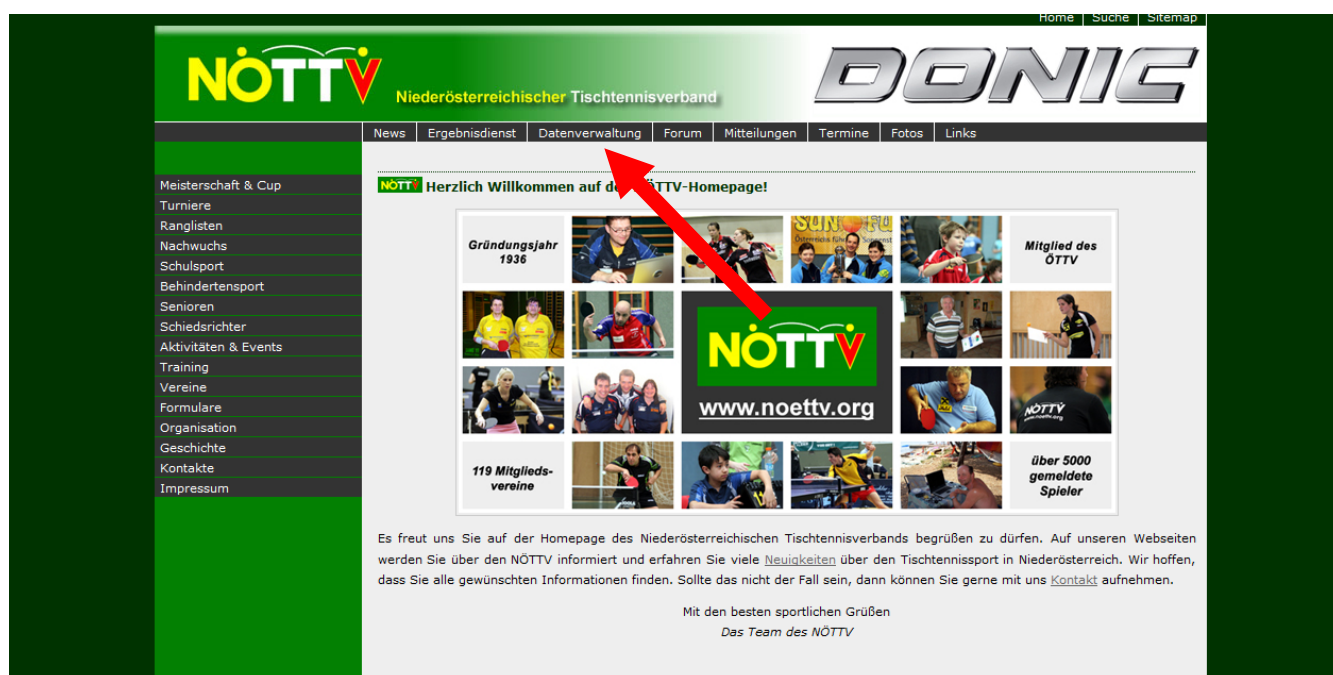 Home Suche Sitemap
NÖTTV
Niederösterreichischer Tischtennisverband
DONIC
News Ergebnisdienst Datenverwaltung Forum Mitteilungen Termine Fotos Links
Meisterschaft & Cup
Turniere
Ranglisten
Nachwuchs
Schulsport
Behindertensport
Senioren
Schiedsrichter
Aktivitäten & Events
Training
Vereine
Formulare
Organisation
Geschichte
Kontakte
Impressum
NÖTTV Herzlich Willkommen auf der NÖTTV-Homepage!
Gründungsjahr
1936
Mitglied des
ÖTTV
NÖTTV
www.noettv.org
NÖTTV
119 Mitglieds-
vereine
über 5000
gemeldete
Spieler
Es freut uns Sie auf der Homepage des Niederösterreichischen Tischtennisverbands begrüßen zu dürfen. Auf unseren Webseiten
werden Sie über den NÖTTV informiert und erfahren Sie viele Neuigkeiten über den Tischtennissport in Niederösterreich. Wir hoffen,
dass Sie alle gewünschten Informationen finden. Sollte das nicht der Fall sein, dann können Sie gerne mit uns Kontakt aufnehmen.
Mit den besten sportlichen Grüßen
Das Team des NÖTTV